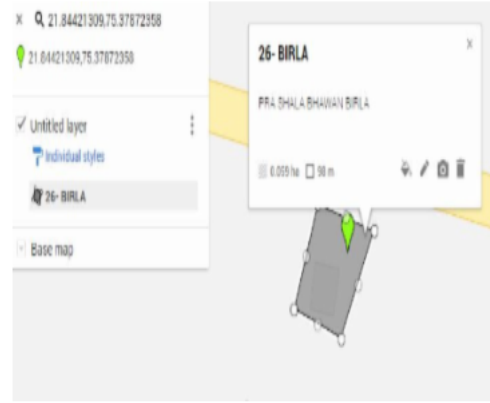 21.84421309,75.37872358
21.84421309,75.37872358
Untitled layer
Individual styles
26- BIRLA
Base map
26- BIRLA
PRA SHALA BHAWAN BIRLA
0.059 ha 98 m